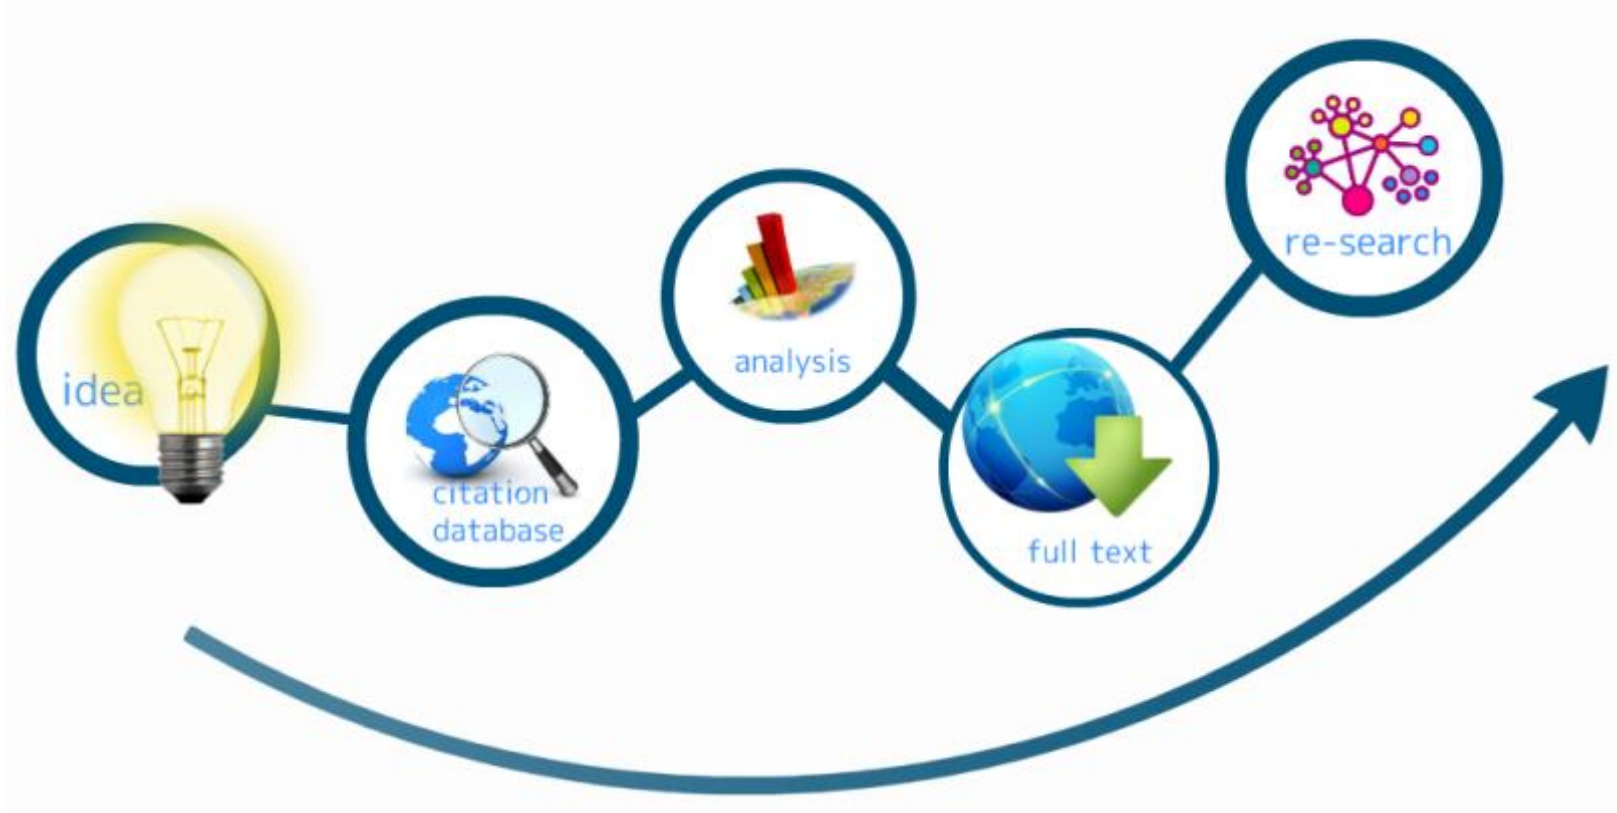 idea
citation
database
analysis
full text
re-search